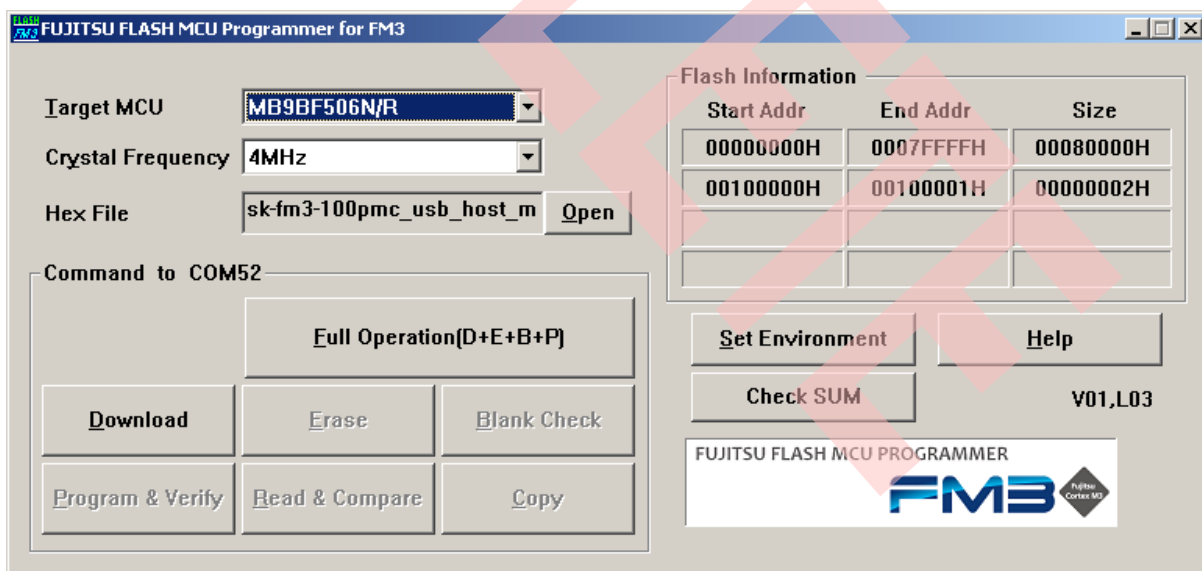 FLASH FM3 FUJITSU FLASH MCU Programmer for FM3
Target MCU MB9BF506N/R
Crystal Frequency 4MHz
Hex File sk-fm3-100pmc_usb_host_m Open
Command to COM52
Full Operation(D+E+B+P)
Download Erase Blank Check
Program & Verify Read & Compare Copy
Flash Information
Start Addr End Addr Size
00000000H 0007FFFFH 00080000H
00100000H 00100001H 00000002H
Set Environment Help
Check SUM V01,L03
FUJITSU FLASH MCU PROGRAMMER
FM3 Fujitsu
Cortex M3